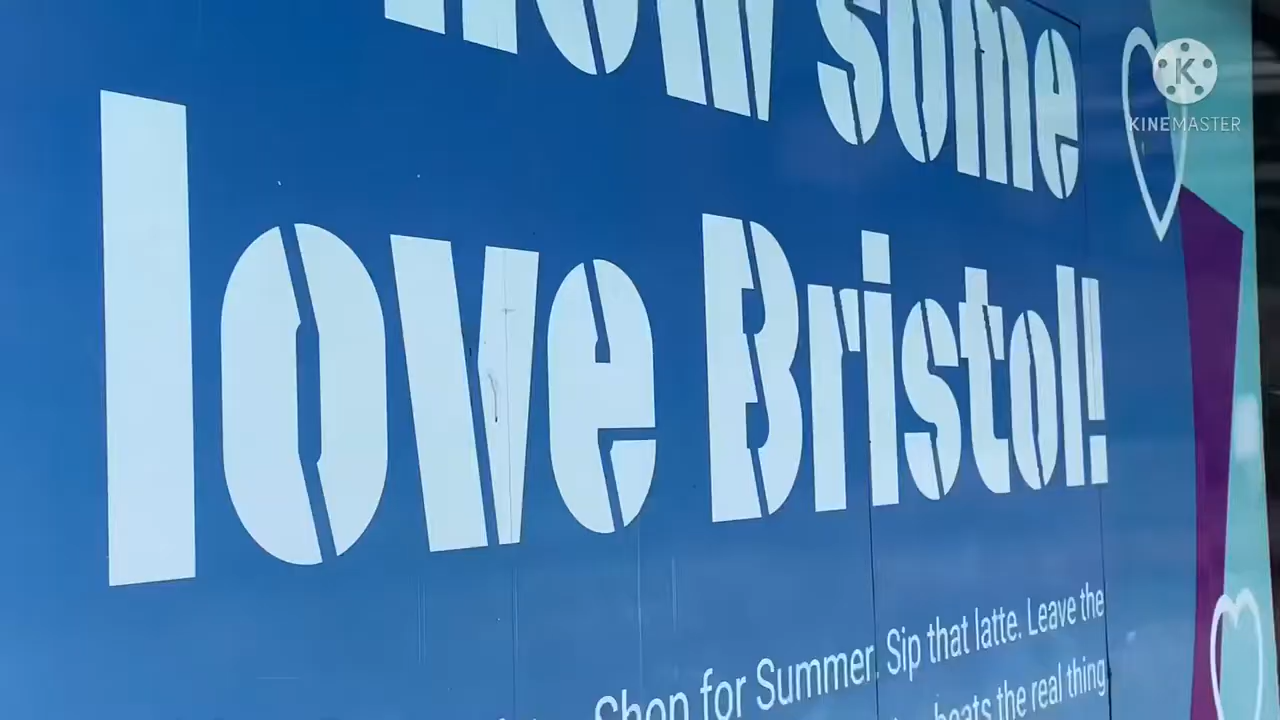 some
love Bristol!
Shop for Summer. Sip that latte. Leave the
beats the real thing
K
KINEMASTER